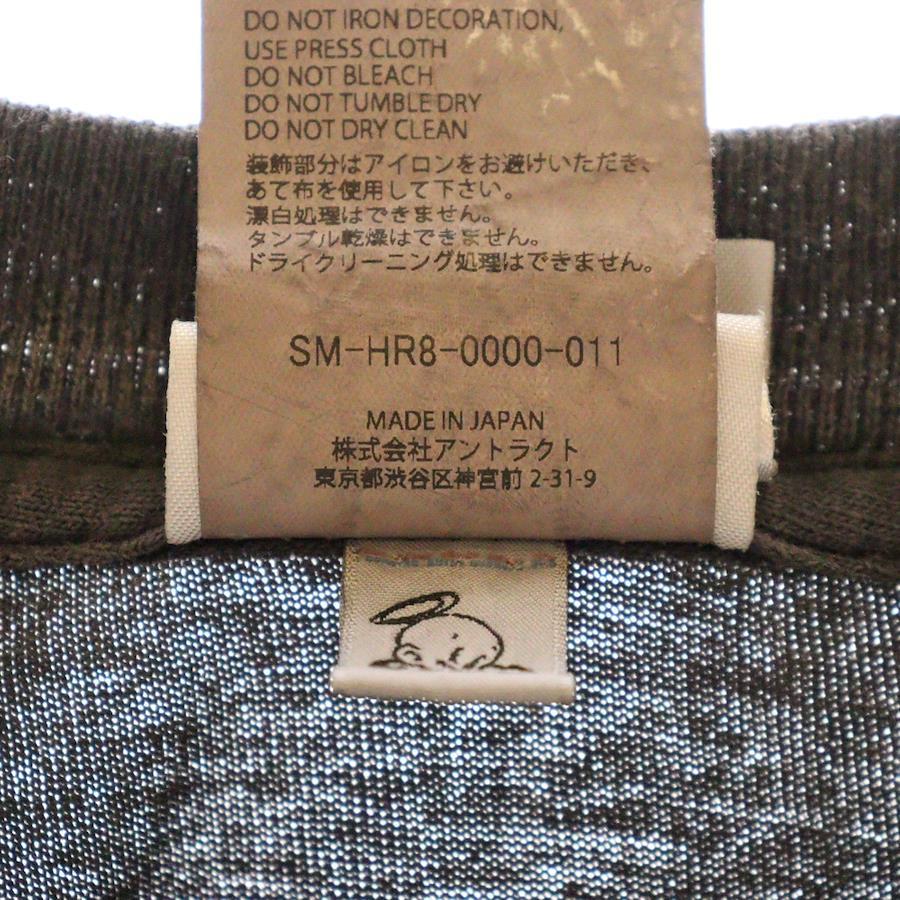 DO NOT IRON DECORATION,
USE PRESS CLOTH
DO NOT BLEACH
DO NOT TUMBLE DRY
DO NOT DRY CLEAN
装飾部分はアイロンをお避けいただき、
あて布を使用して下さい。
漂白処理はできません。
タンブル乾燥はできません。
ドライクリーニング処理はできません。
SM-HR8-0000-011
MADE IN JAPAN
株式会社アントラクト
東京都渋谷区神宮前 2-31-9